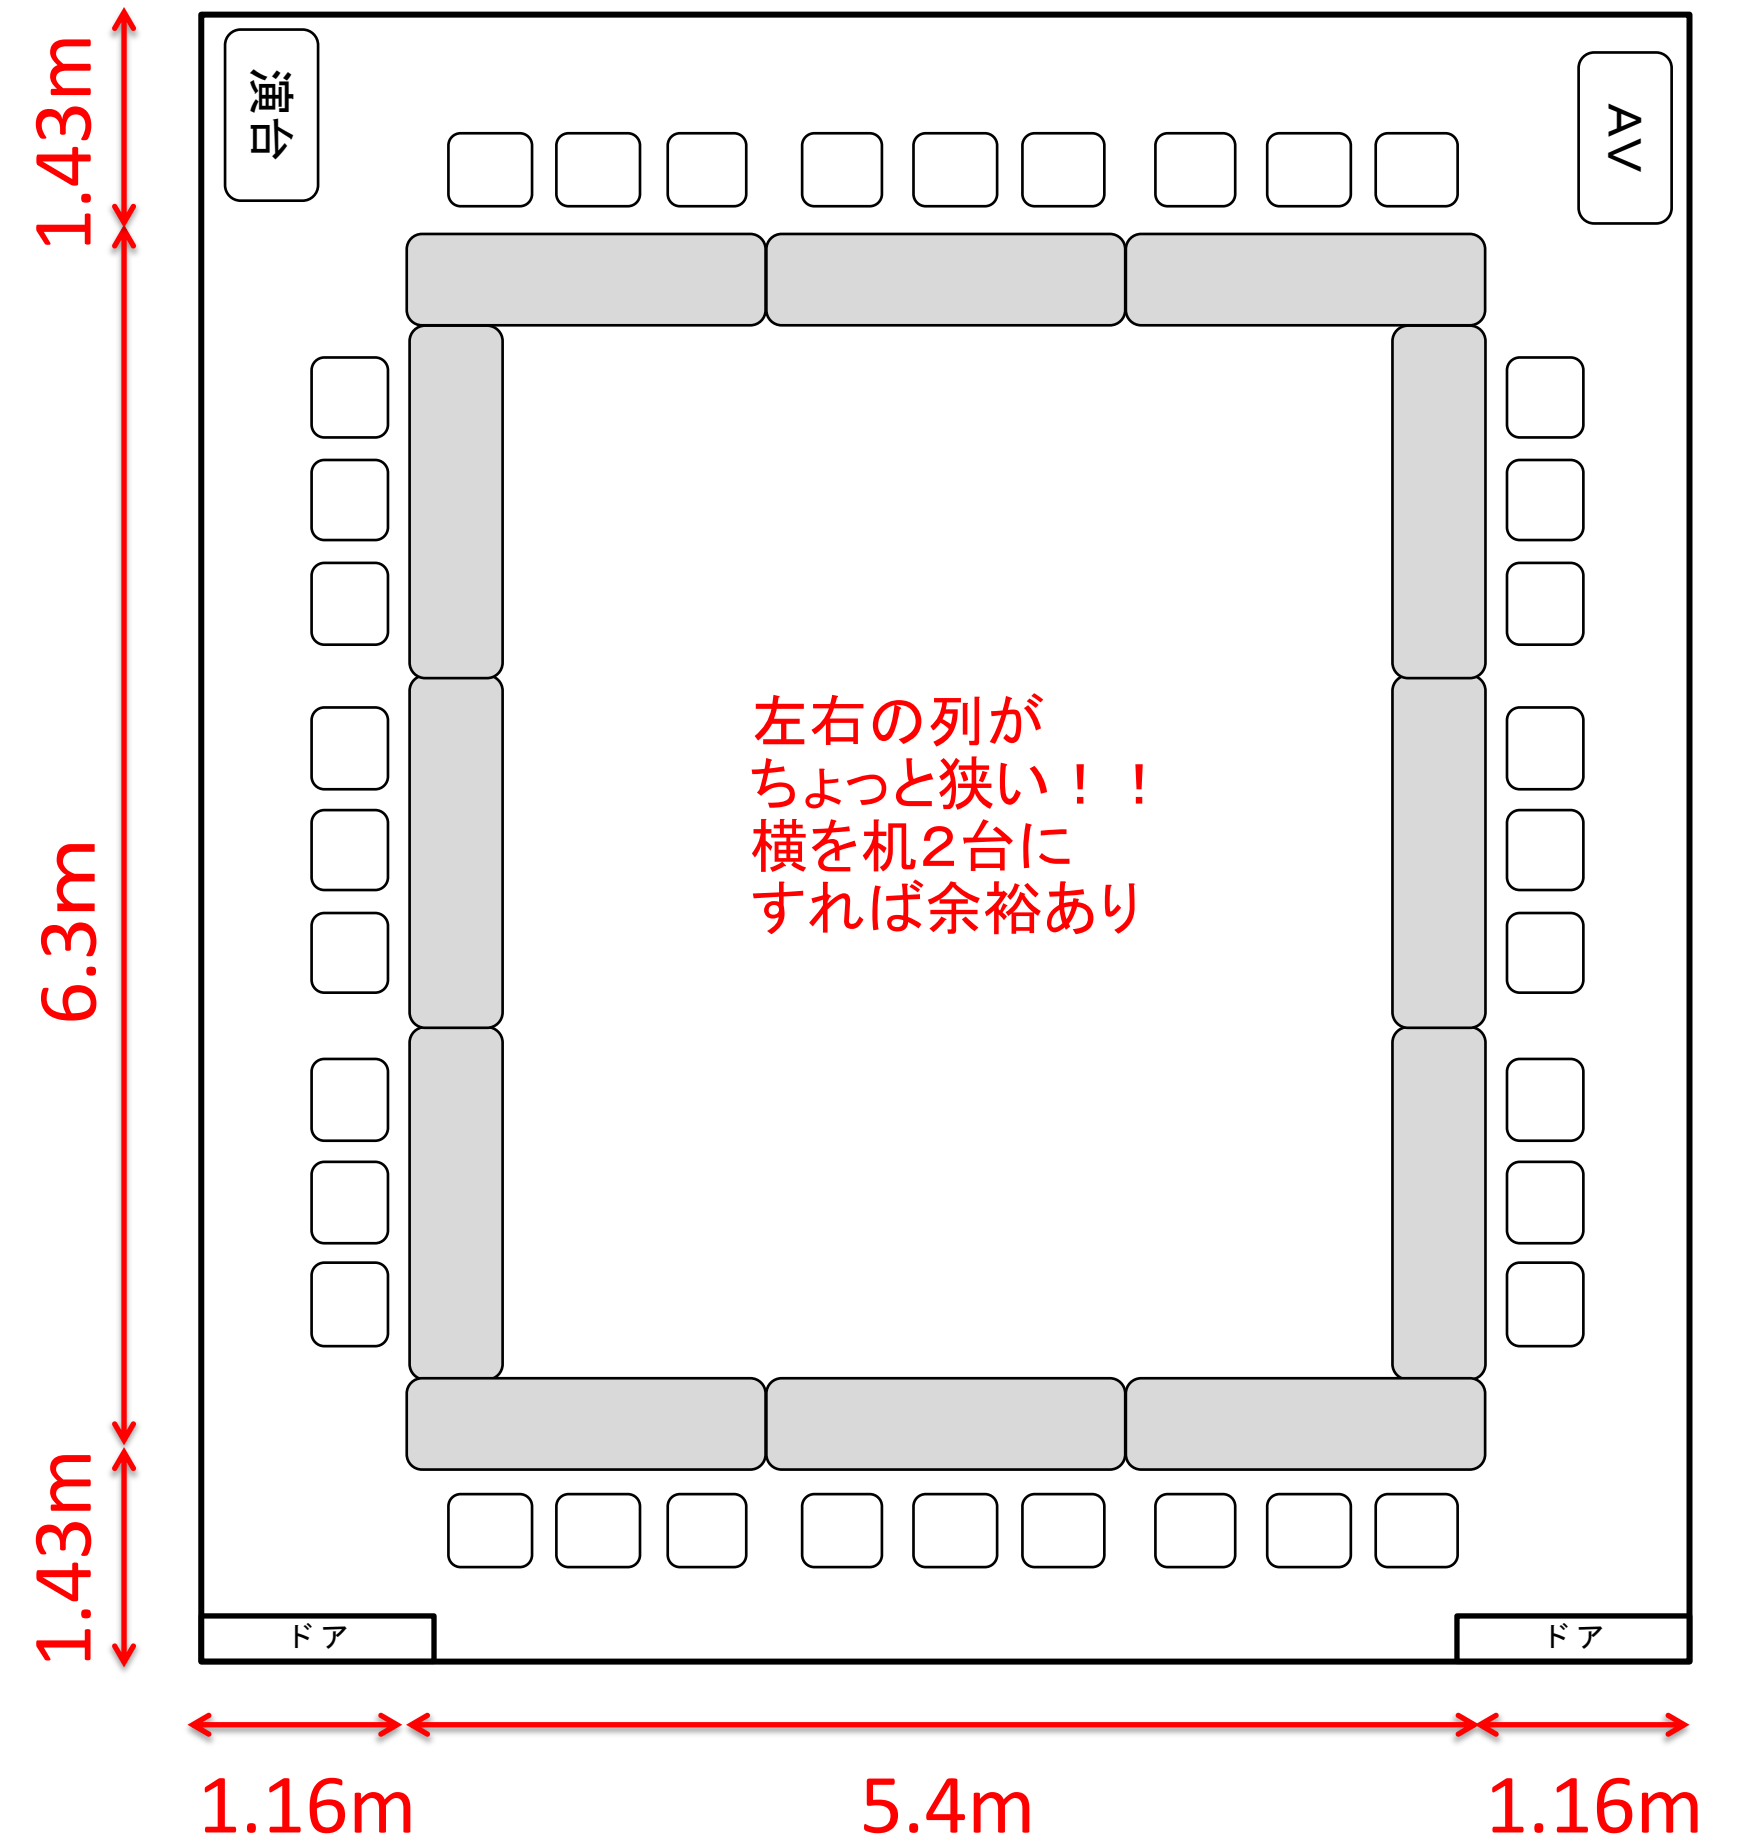 1.43m
演台
AV
6.3m
左右の列が
ちょっと狭い！！
横を机２台に
すれば余裕あり
1.43m
ドア
ドア
1.16m
5.4m
1.16m